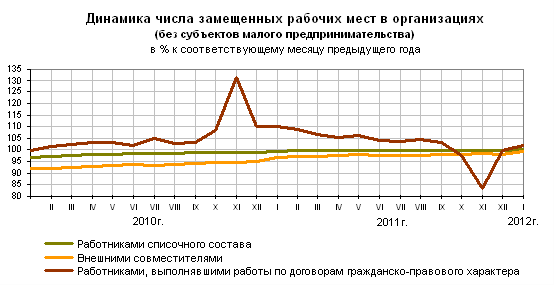 Динамика числа замещенных рабочих мест в организациях
(без субъектов малого предпринимательства)
в % к соответствующему месяцу предыдущего года
135
130
125
120
115
110
105
100
95
90
85
80
II III IV V VI VII VIII IX X XI XII I II III IV V VI VII VIII IX X XI XII I
2010г. 2011г. 2012г.
Работниками списочного состава
Внешними совместителями
Работниками, выполнявшими работы по договорам гражданско-правового характера